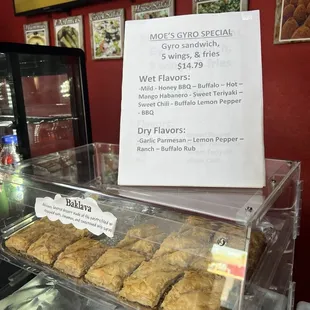 MOE'S GYRO SPECIAL
Gyro sandwich,
5 wings, & fries
$14.79
Wet Flavors:
-Mild - Honey BBQ - Buffalo - Hot -
Mango Habanero - Sweet Teriyaki -
Sweet Chili - Buffalo Lemon Pepper
- BBQ
Dry Flavors:
-Garlic Parmesan - Lemon Pepper -
Ranch - Buffalo Rub
Baklava